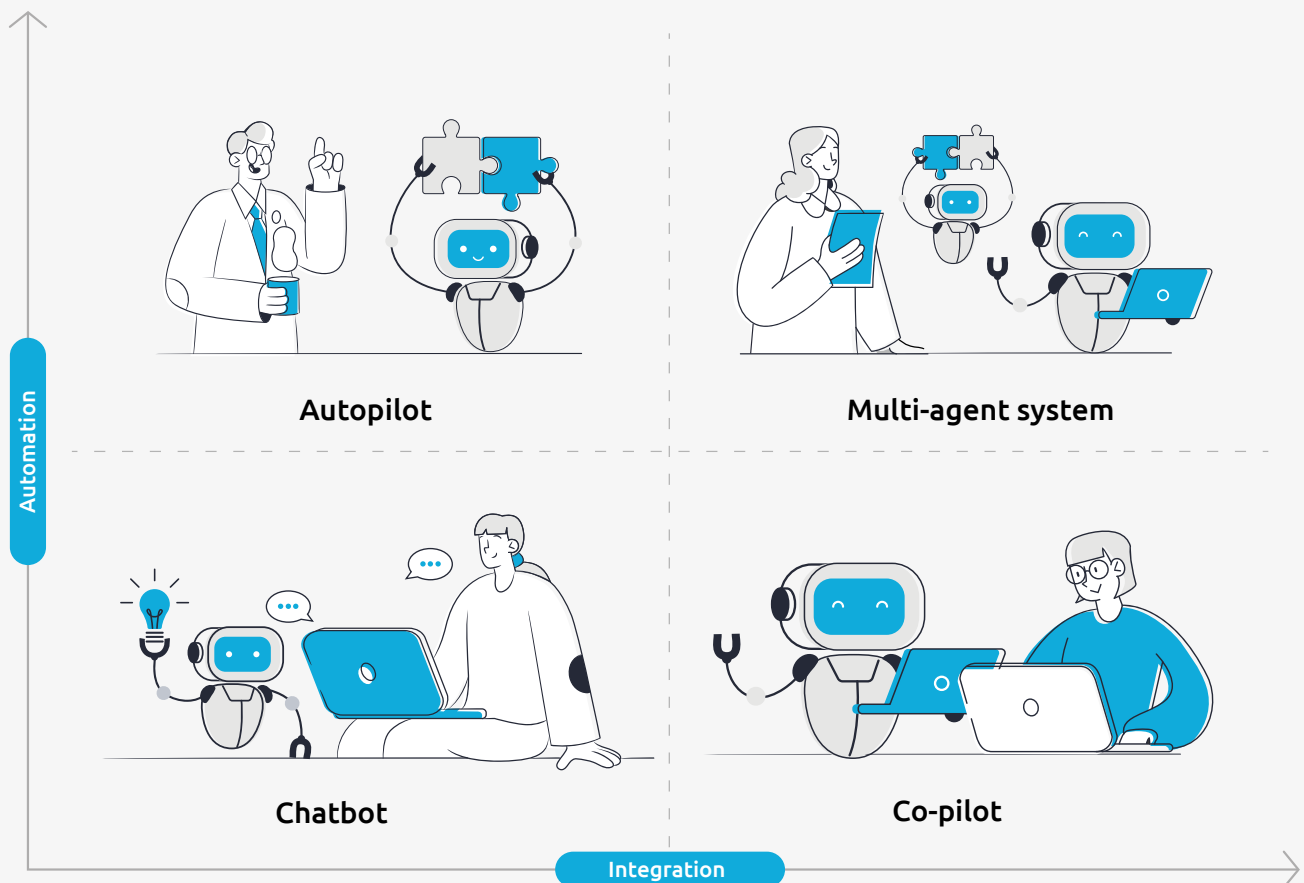 Autopilot
Multi-agent system
Automation
Chatbot
Co-pilot
Integration